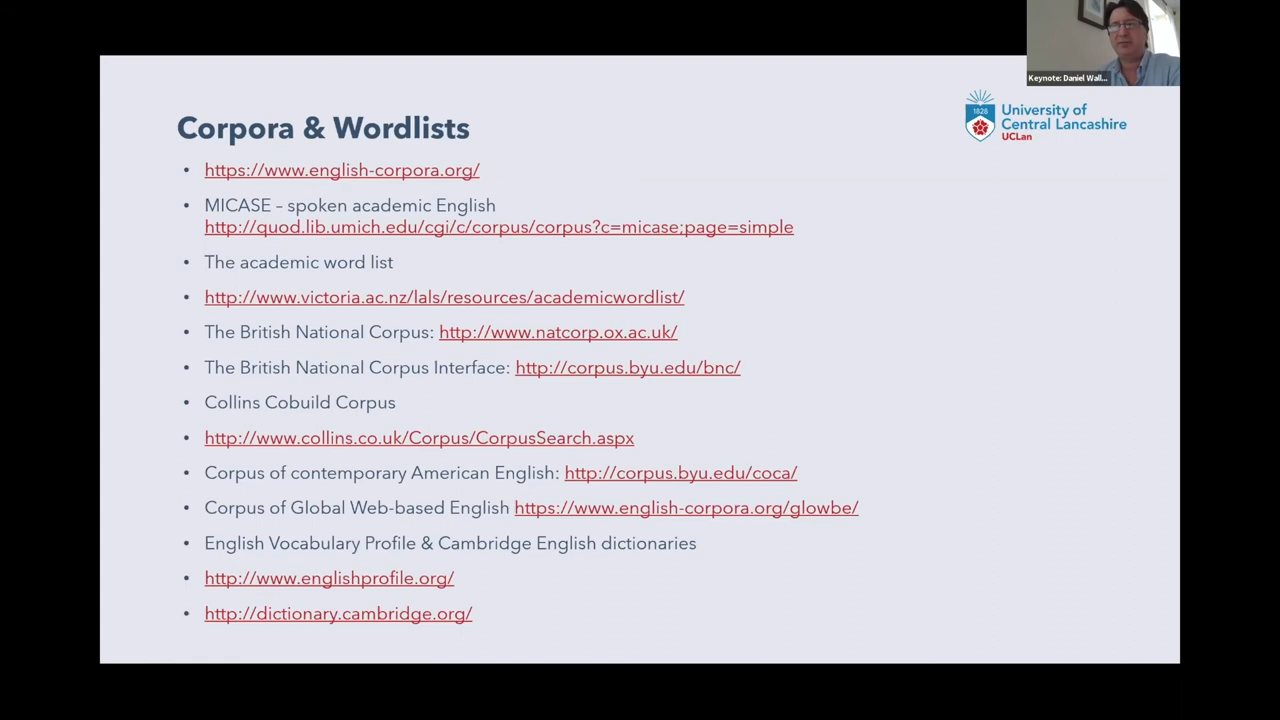 Keynote: Daniel Wall...
1828
University of
Central Lancashire
UCLan
Corpora & Wordlists
• https://www.english-corpora.org/
• MICASE – spoken academic English
http://quod.lib.umich.edu/cgi/c/corpus/corpus?c=micase;page=simple
• The academic word list
• http://www.victoria.ac.nz/lals/resources/academicwordlist/
• The British National Corpus: http://www.natcorp.ox.ac.uk/
• The British National Corpus Interface: http://corpus.byu.edu/bnc/
• Collins Cobuild Corpus
• http://www.collins.co.uk/Corpus/CorpusSearch.aspx
• Corpus of contemporary American English: http://corpus.byu.edu/coca/
• Corpus of Global Web-based English https://www.english-corpora.org/glowbe/
• English Vocabulary Profile & Cambridge English dictionaries
• http://www.englishprofile.org/
• http://dictionary.cambridge.org/